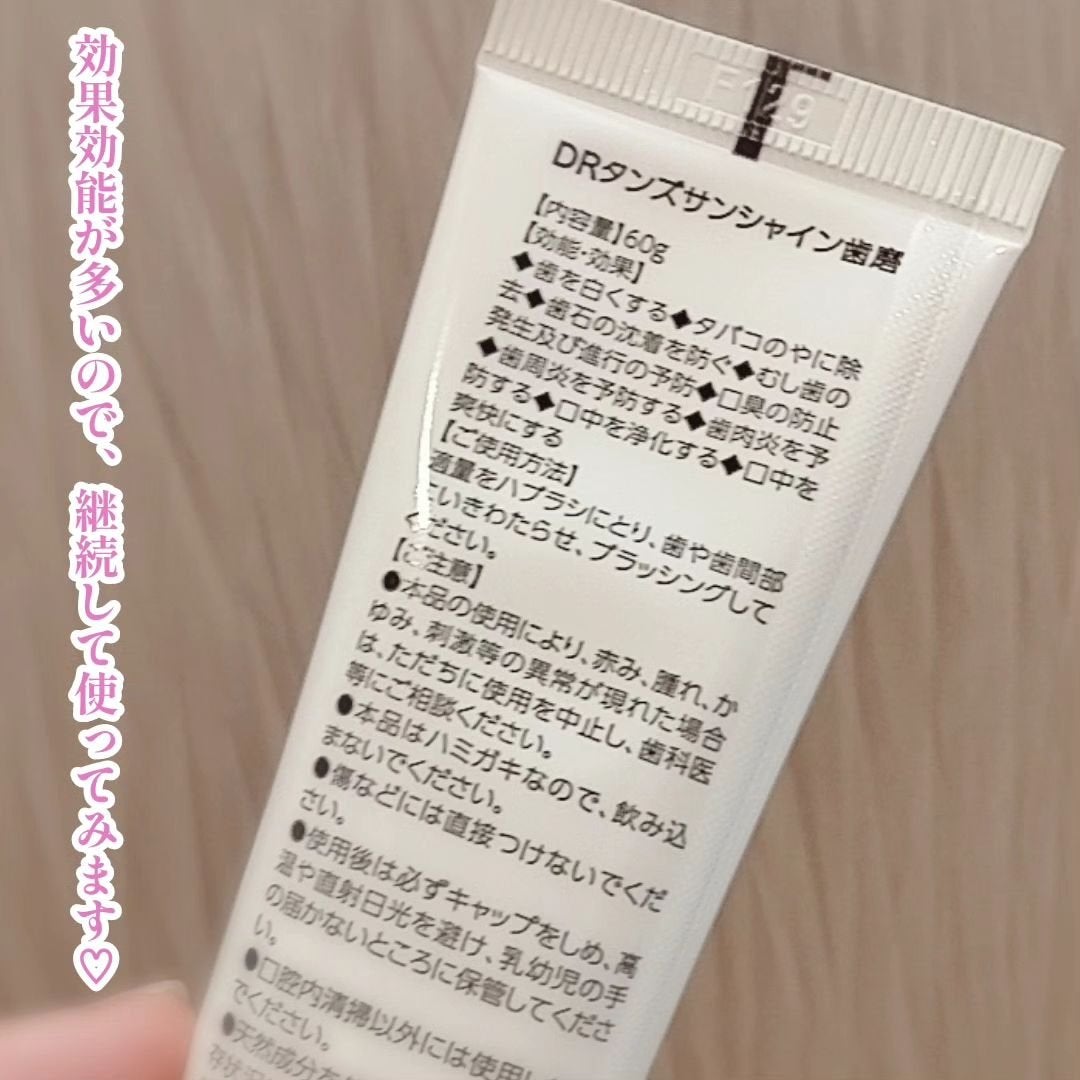 効果効能が多いので、継続して使ってみます♡
F129
DRタンズサンシャイン歯磨
【内容量】60g
【効能・効果】
◆歯を白くする◆タバコのやに除
去◆歯石の沈着を防ぐ◆むし歯の
発生及び進行の予防◆口臭の防止
◆歯周炎を予防する◆歯肉炎を予
防する◆口中を浄化する◆口中を
爽快にする
【ご使用方法】
適量をハブラシにとり、歯や歯間部
にいきわたらせ、ブラッシングして
ください。
【ご注意】
●本品の使用により、赤み、腫れ、か
ゆみ、刺激等の異常が現れた場合
は、ただちに使用を中止し、歯科医
等にご相談ください。
●本品はハミガキなので、飲み込
まないでください。
●傷などには直接つけないでくだ
さい。
●使用後は必ずキャップをしめ、高
温や直射日光を避け、乳幼児の手
の届かないところに保管してくださ
い。
●口腔内清掃以外には使用し
でください。
●天然成分を